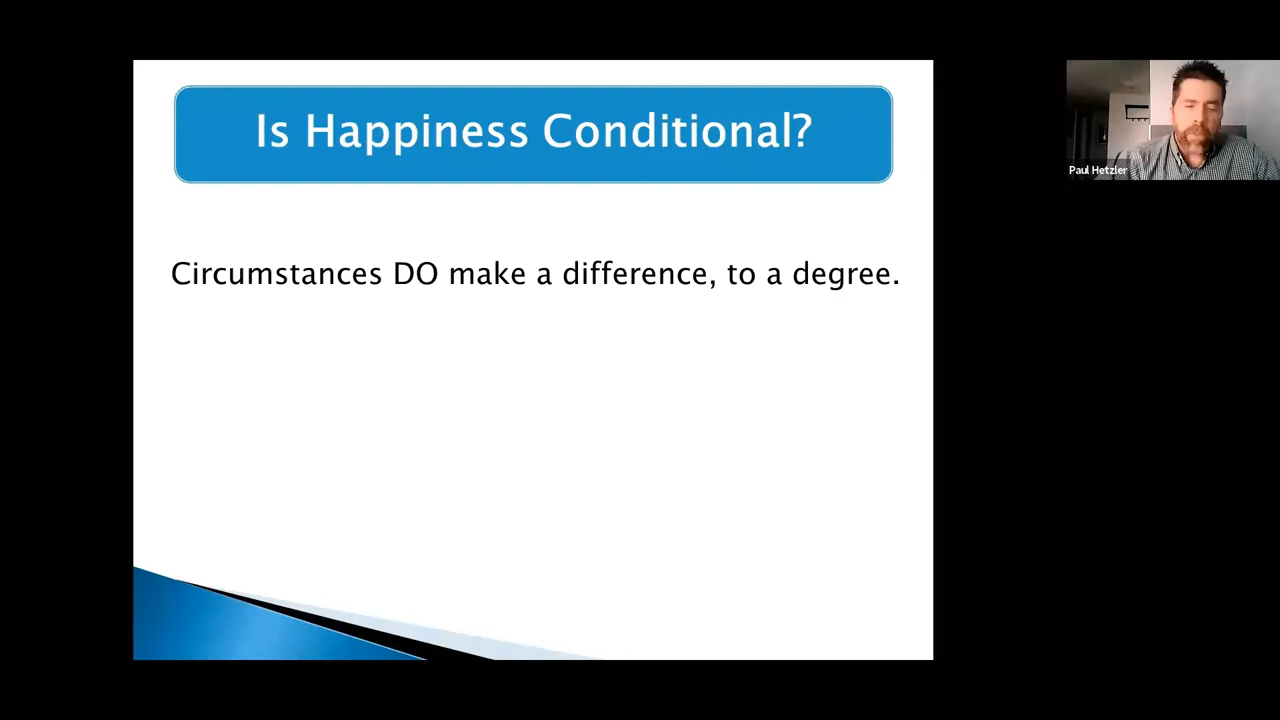 Is Happiness Conditional?
Circumstances DO make a difference, to a degree.
Paul Hetzler